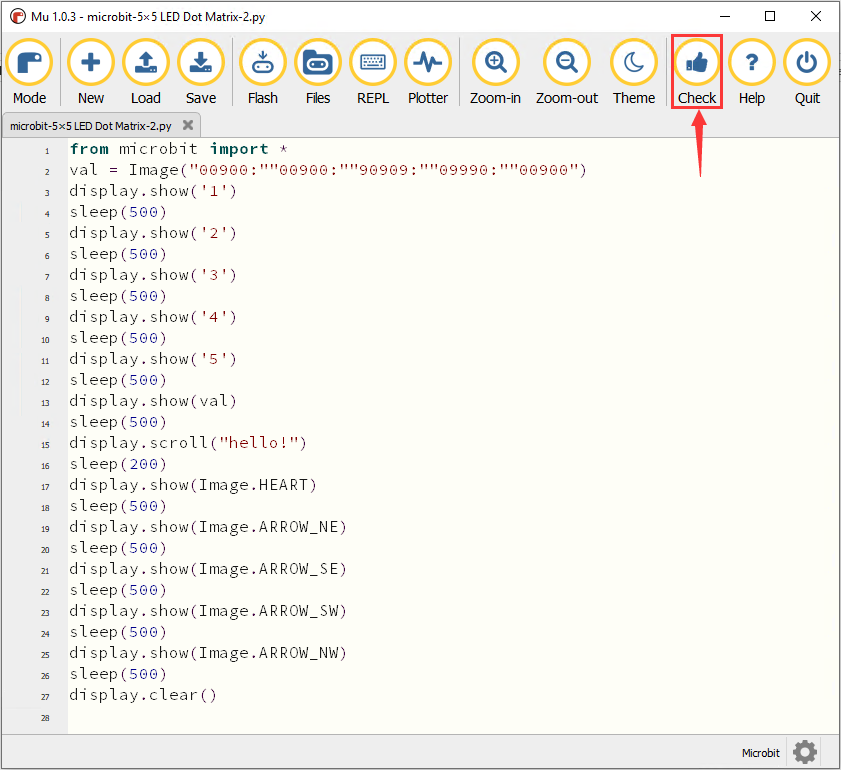 Mu 1.0.3 - microbit-5×5 LED Dot Matrix-2.py
Mode New Load Save Flash Files REPL Plotter Zoom-in Zoom-out Theme Check Help Quit
microbit-5×5 LED Dot Matrix-2.py
1 from microbit import *
2 val = Image("00900:""00900:""90909:""09990:""00900")
3 display.show('1')
4 sleep(500)
5 display.show('2')
6 sleep(500)
7 display.show('3')
8 sleep(500)
9 display.show('4')
10 sleep(500)
11 display.show('5')
12 sleep(500)
13 display.show(val)
14 sleep(500)
15 display.scroll("hello!")
16 sleep(200)
17 display.show(Image.HEART)
18 sleep(500)
19 display.show(Image.ARROW_NE)
20 sleep(500)
21 display.show(Image.ARROW_SE)
22 sleep(500)
23 display.show(Image.ARROW_SW)
24 sleep(500)
25 display.show(Image.ARROW_NW)
26 sleep(500)
27 display.clear()
28
Microbit